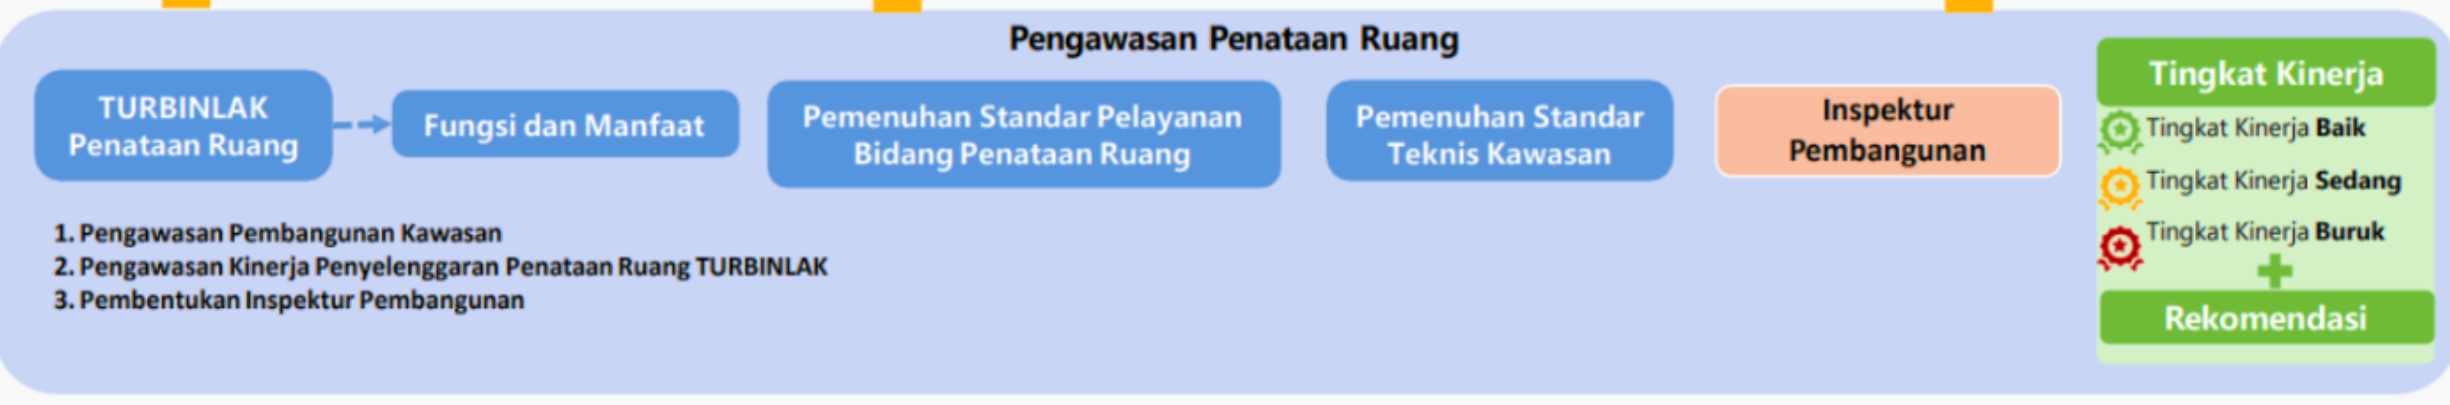 Pengawasan Penataan Ruang
TURBINLAK
Penataan Ruang
Fungsi dan Manfaat
Pemenuhan Standar Pelayanan
Bidang Penataan Ruang
Pemenuhan Standar
Teknis Kawasan
Inspektur
Pembangunan
Tingkat Kinerja
Tingkat Kinerja Baik
Tingkat Kinerja Sedang
Tingkat Kinerja Buruk
Rekomendasi
1. Pengawasan Pembangunan Kawasan
2. Pengawasan Kinerja Penyelenggaran Penataan Ruang TURBINLAK
3. Pembentukan Inspektur Pembangunan